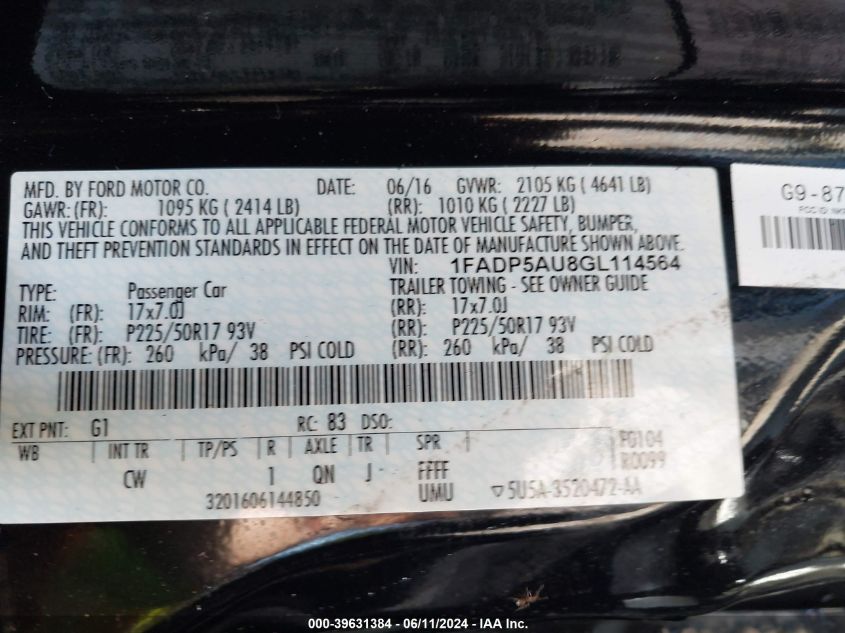 MFD. BY FORD MOTOR CO. DATE: 06/16 GVWR: 2105 KG ( 4641 LB)
GAWR: (FR): 1095 KG ( 2414 LB) (RR): 1010 KG ( 2227 LB)
THIS VEHICLE CONFORMS TO ALL APPLICABLE FEDERAL MOTOR VEHICLE SAFETY, BUMPER,
AND THEFT PREVENTION STANDARDS IN EFFECT ON THE DATE OF MANUFACTURE SHOWN ABOVE.
VIN: 1FADP5AU8GL114564
TYPE: Passenger Car TRAILER TOWING - SEE OWNER GUIDE
RIM: (FR): 17x7.0J (RR): 17x7.0J
TIRE: (FR): P225/50R17 93V (RR): P225/50R17 93V
PRESSURE: (FR): 260 kPa/ 38 PSI COLD (RR): 260 kPa/ 38 PSI COLD
EXT PNT: G1 RC: 83 DSO:
WB INT TR TP/PS R AXLE TR SPR FG104
CW 1 QN J FFFF R0099
3201606144850 UMU ▽5U5A-3520472-AA
G9-87
FCC ID:
000-39631384 - 06/11/2024 - IAA Inc.